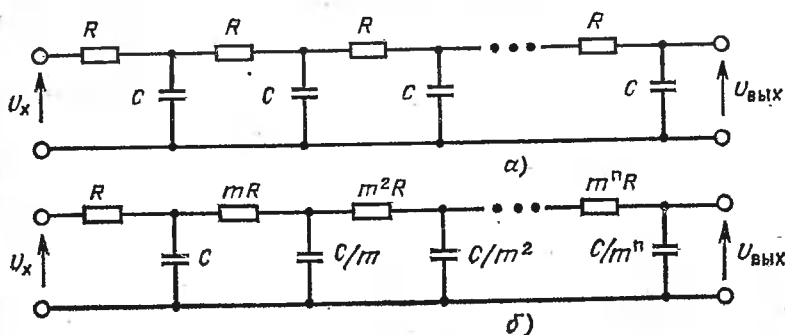 R R R R
U_x C C C C U_вых
а)
R mR m²R mⁿR
U_x C C/m C/m² C/mⁿ U_вых
б)